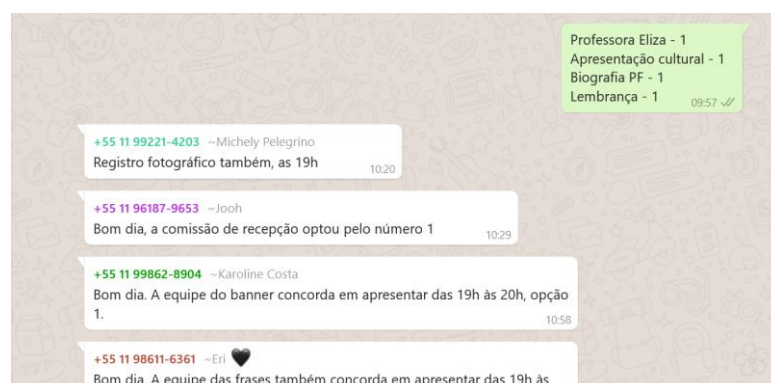 Professora Eliza - 1
Apresentação cultural - 1
Biografia PF - 1
Lembrança - 1
09:57
+55 11 99221-4203 ~Michely Pelegrino
Registro fotográfico também, as 19h
10:20
+55 11 96187-9653 ~Jooh
Bom dia, a comissão de recepção optou pelo número 1
10:29
+55 11 99862-8904 ~Karoline Costa
Bom dia. A equipe do banner concorda em apresentar das 19h às 20h, opção
1.
10:58
+55 11 98611-6361 ~Eri 🖤
Bom dia. A equipe das frases também concorda em apresentar das 19h às